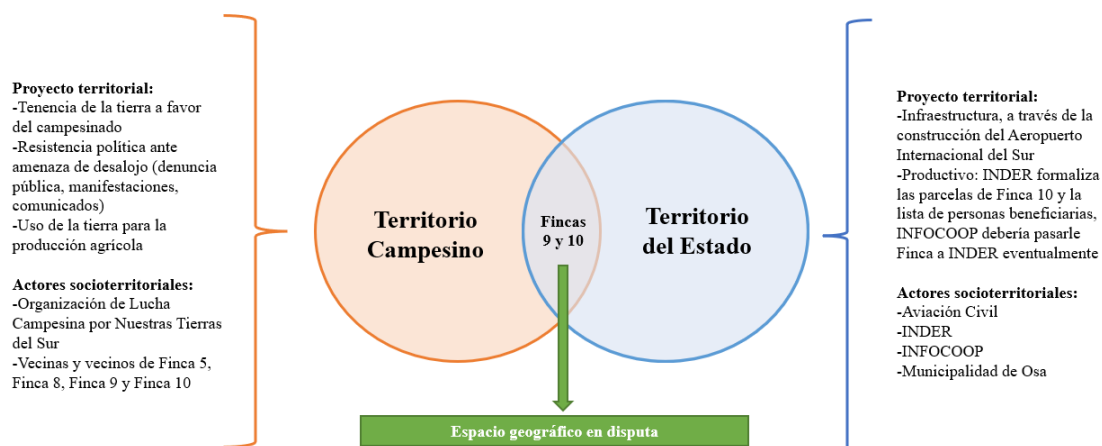 Proyecto territorial:
-Tenencia de la tierra a favor
del campesinado
-Resistencia política ante
amenaza de desalojo (denuncia
pública, manifestaciones,
comunicados)
-Uso de la tierra para la
producción agrícola
Actores socioterritoriales:
-Organización de Lucha
Campesina por Nuestras Tierras
del Sur
-Vecinas y vecinos de Finca 5,
Finca 8, Finca 9 y Finca 10
Territorio
Campesino
Fincas
9 y 10
Territorio
del Estado
Espacio geográfico en disputa
Proyecto territorial:
-Infraestructura, a través de la
construcción del Aeropuerto
Internacional del Sur
-Productivo: INDER formaliza
las parcelas de Finca 10 y la
lista de personas beneficiarias,
INFOCOOP debería pasarle
Finca a INDER eventualmente
Actores socioterritoriales:
-Aviación Civil
-INDER
-INFOCOOP
-Municipalidad de Osa